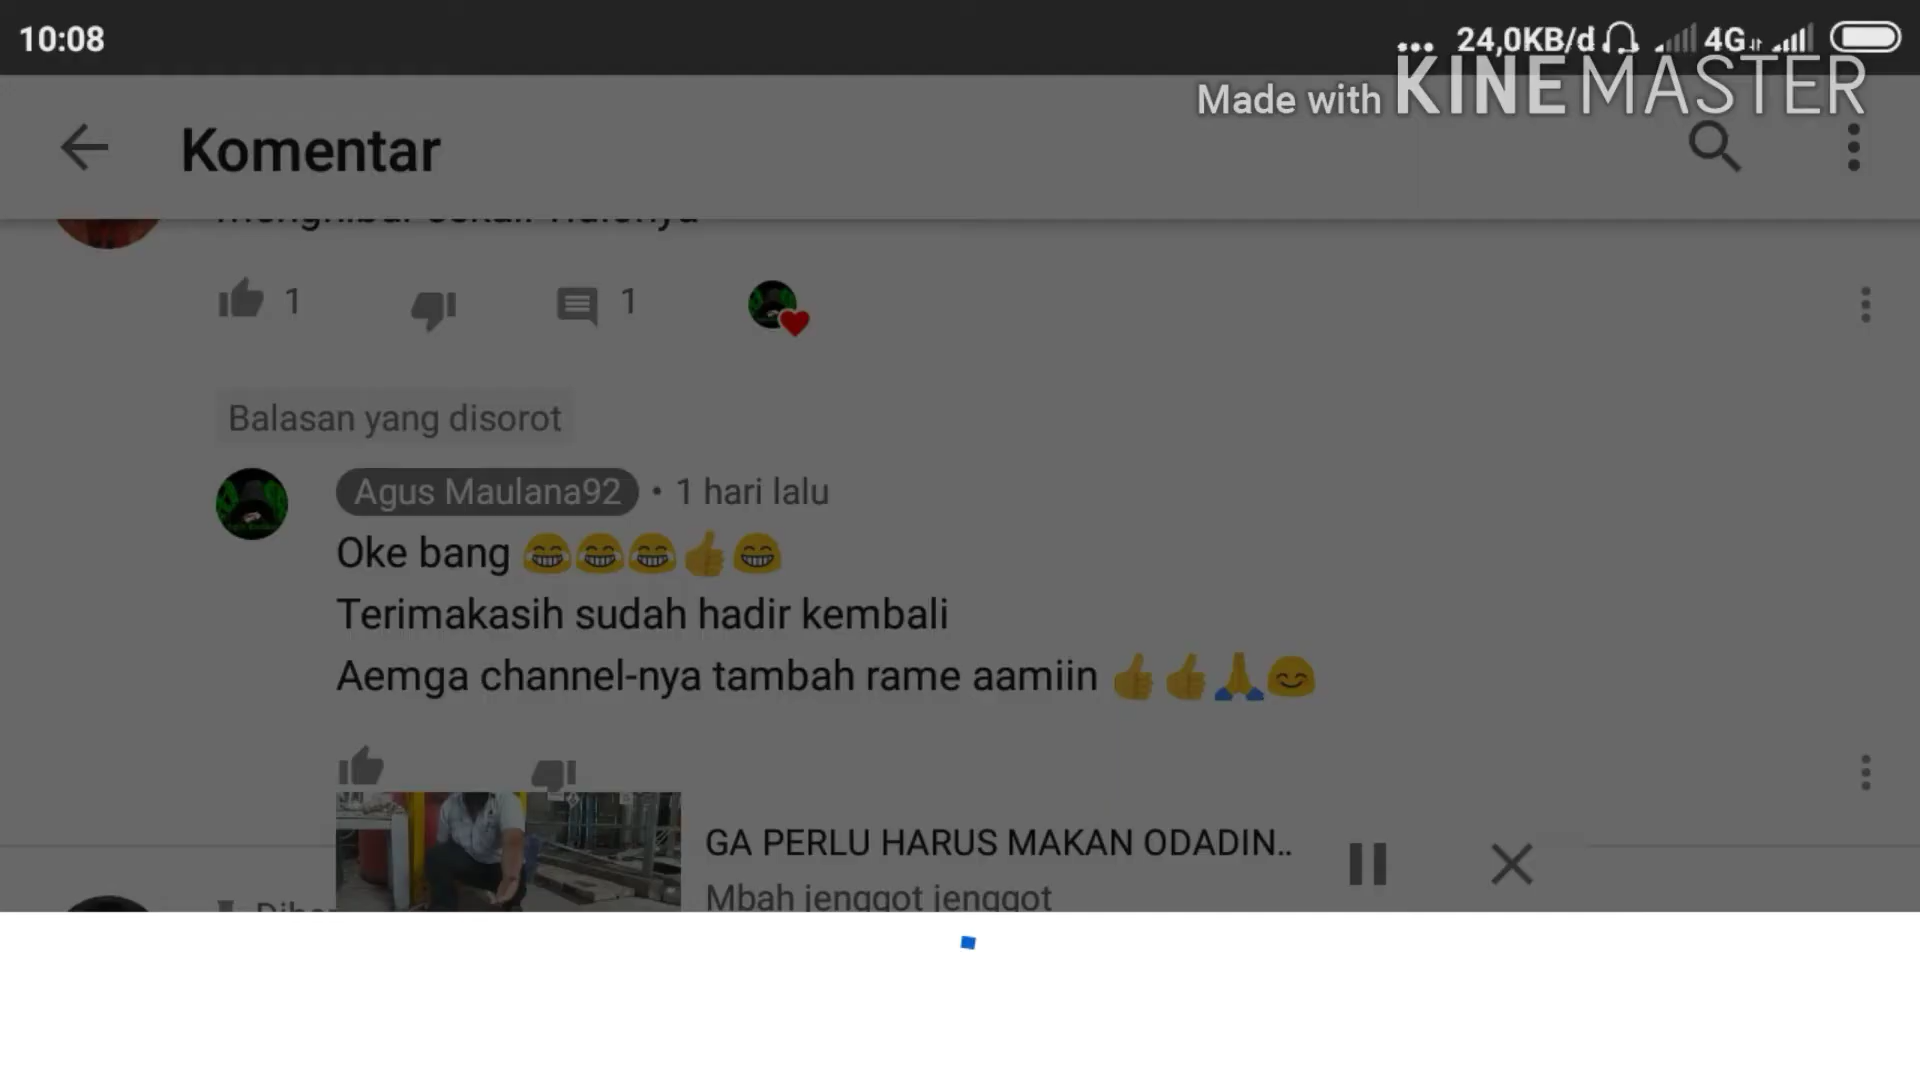 10:08
... 24,0KB/d 4G
Made with KINEMASTER
Komentar
1
1
Balasan yang disorot
Agus Maulana92 • 1 hari lalu
Oke bang 😂😂😂👍😁
Terimakasih sudah hadir kembali
Aemga channel-nya tambah rame aamiin 👍👍🙏😊
GA PERLU HARUS MAKAN ODADIN..
Mbah jenggot jenggot